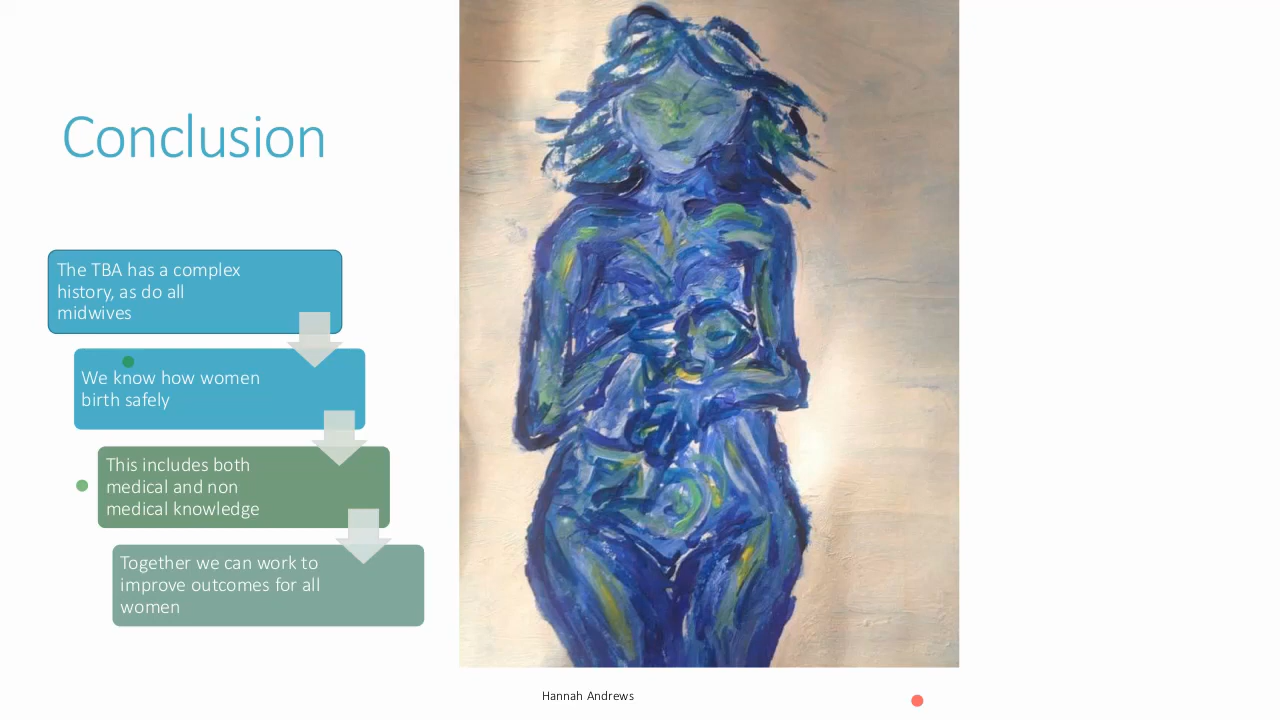 Conclusion
The TBA has a complex
history, as do all
midwives
We know how women
birth safely
This includes both
medical and non
medical knowledge
Together we can work to
improve outcomes for all
women
Hannah Andrews